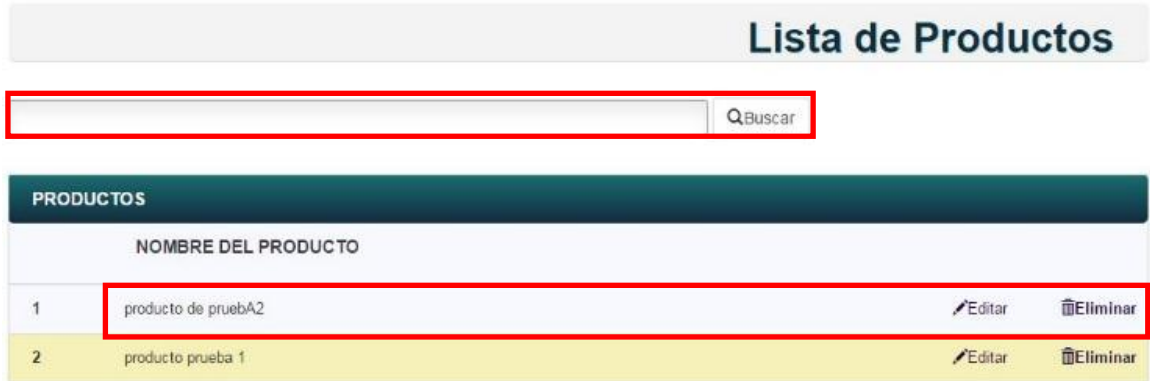 Lista de Productos
Buscar
PRODUCTOS
NOMBRE DEL PRODUCTO
1 producto de pruebA2 Editar Eliminar
2 producto prueba 1 Editar Eliminar